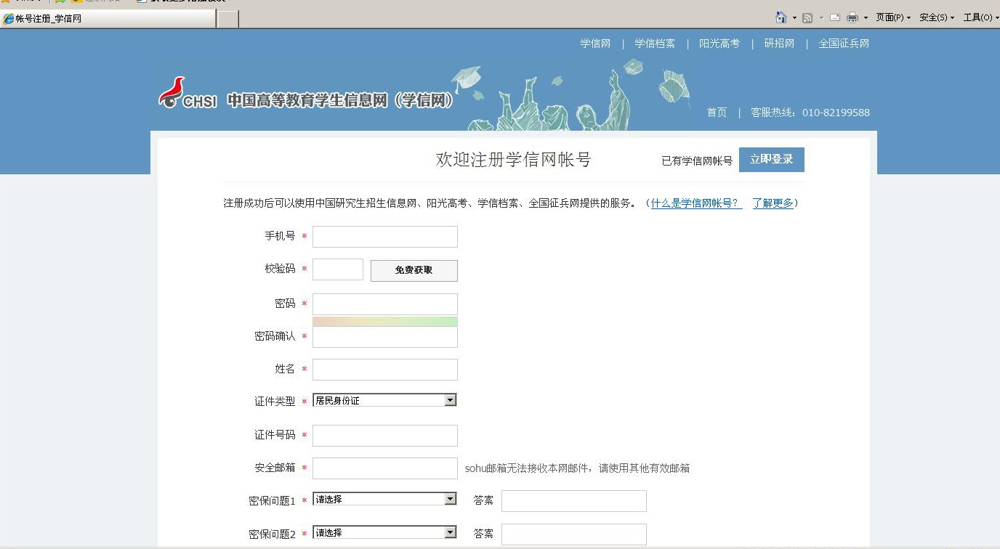 帐号注册_学信网
页面(P) 安全(S) 工具(O)
学信网 | 学信档案 | 阳光高考 | 研招网 | 全国征兵网
CHSI 中国高等教育学生信息网（学信网）
首页 | 客服热线：010-82199588
欢迎注册学信网帐号
已有学信网帐号 立即登录
注册成功后可以使用中国研究生招生信息网、阳光高考、学信档案、全国征兵网提供的服务。（什么是学信网帐号？ 了解更多）
手机号 *
校验码 * 免费获取
密码 *
密码确认 *
姓名 *
证件类型 * 居民身份证
证件号码 *
安全邮箱 * sohu邮箱无法接收本网邮件，请使用其他有效邮箱
密保问题1 * 请选择 答案
密保问题2 * 请选择 答案